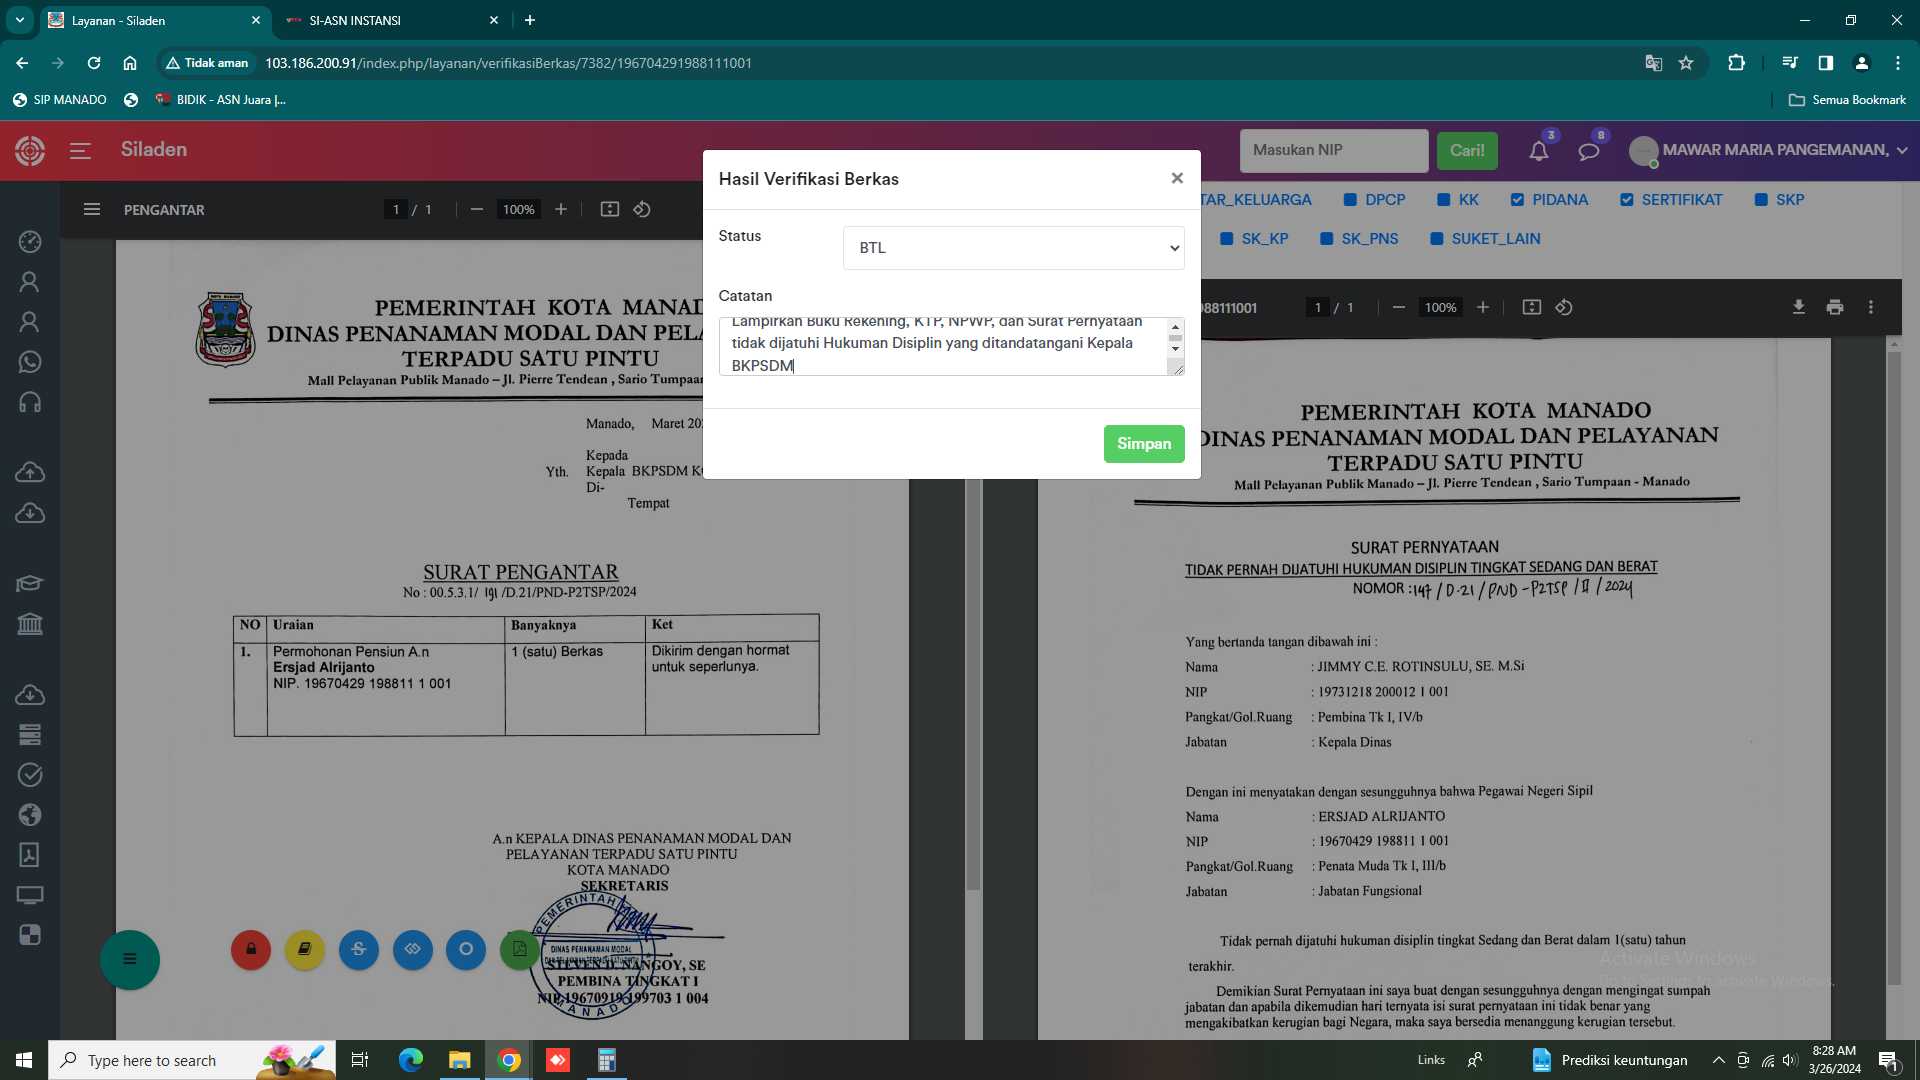 Layanan - Siladen
SI-ASN INSTANSI
Tidak aman
103.186.200.91/index.php/layanan/verifikasiBerkas/7382/196704291988111001
SIP MANADO
BIDIK - ASN Juara |...
Semua Bookmark
Siladen
Masukan NIP
Cari!
3
8
MAWAR MARIA PANGEMANAN,
PENGANTAR
1 / 1
100%
TAR_KELUARGA
DPCP
KK
PIDANA
SERTIFIKAT
SKP
SK_KP
SK_PNS
SUKET_LAIN
Hasil Verifikasi Berkas
Status
BTL
Catatan
Lampirkan Buku Rekening, KTP, NPWP, dan Surat Pernyataan
tidak dijatuhi Hukuman Disiplin yang ditandatangani Kepala
BKPSDM
Simpan
PEMERINTAH KOTA MANAD
DINAS PENANAMAN MODAL DAN PELA
TERPADU SATU PINTU
Mall Pelayanan Publik Manado – Jl. Pierre Tendean , Sario Tumpaan
Manado, Maret 202
Kepada
Yth. Kepala BKPSDM K
Di-
Tempat
SURAT PENGANTAR
No : 00.5.3.1/ 191 /D.21/PND-P2TSP/2024
NO Uraian Banyaknya Ket
1. Permohonan Pensiun A.n 1 (satu) Berkas Dikirim dengan hormat
Ersjad Alrijanto untuk seperlunya.
NIP. 19670429 198811 1 001
A.n KEPALA DINAS PENANAMAN MODAL DAN
PELAYANAN TERPADU SATU PINTU
KOTA MANADO
SEKRETARIS
PEMERINTAH
DINAS PENANAMAN MODAL
STEVEN D. NANGOY, SE
PEMBINA TINGKAT I
NIP.19670919 199703 1 004
MANADO
988111001
1 / 1
100%
PEMERINTAH KOTA MANADO
DINAS PENANAMAN MODAL DAN PELAYANAN
TERPADU SATU PINTU
Mall Pelayanan Publik Manado – Jl. Pierre Tendean , Sario Tumpaan - Manado
SURAT PERNYATAAN
TIDAK PERNAH DIJATUHI HUKUMAN DISIPLIN TINGKAT SEDANG DAN BERAT
NOMOR : 147 / D.21 / PND - P2TSP / II / 2024
Yang bertanda tangan dibawah ini :
Nama : JIMMY C.E. ROTINSULU, SE. M.Si
NIP : 19731218 200012 1 001
Pangkat/Gol.Ruang : Pembina Tk I, IV/b
Jabatan : Kepala Dinas
Dengan ini menyatakan dengan sesungguhnya bahwa Pegawai Negeri Sipil
Nama : ERSJAD ALRIJANTO
NIP : 19670429 198811 1 001
Pangkat/Gol.Ruang : Penata Muda Tk I, III/b
Jabatan : Jabatan Fungsional
Tidak pernah dijatuhi hukuman disiplin tingkat Sedang dan Berat dalam 1(satu) tahun
terakhir.
Demikian Surat Pernyataan ini saya buat dengan sesungguhnya dengan mengingat sumpah
jabatan dan apabila dikemudian hari ternyata isi surat pernyataan ini tidak benar yang
mengakibatkan kerugian bagi Negara, maka saya bersedia menanggung kerugian tersebut.
Activate Windows
Go to Settings to activate Windows.
Type here to search
Links
Prediksi keuntungan
8:28 AM
3/26/2024
1